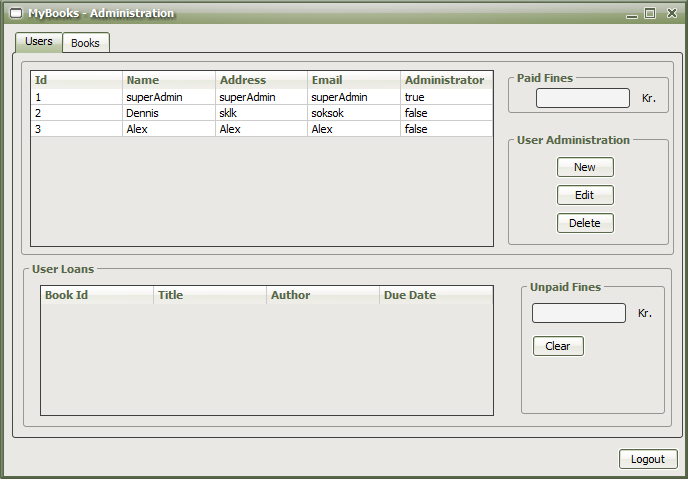 MyBooks - Administration
Users Books
Id Name Address Email Administrator
1 superAdmin superAdmin superAdmin true
2 Dennis sklk soksok false
3 Alex Alex Alex false
Paid Fines
Kr.
User Administration
New
Edit
Delete
User Loans
Book Id Title Author Due Date
Unpaid Fines
Kr.
Clear
Logout